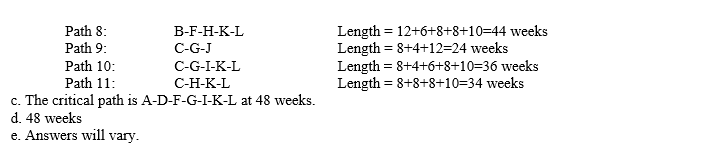 Path 8: B-F-H-K-L Length = 12+6+8+8+10=44 weeks
Path 9: C-G-J Length = 8+4+12=24 weeks
Path 10: C-G-I-K-L Length = 8+4+6+8+10=36 weeks
Path 11: C-H-K-L Length = 8+8+8+10=34 weeks
c. The critical path is A-D-F-G-I-K-L at 48 weeks.
d. 48 weeks
e. Answers will vary.